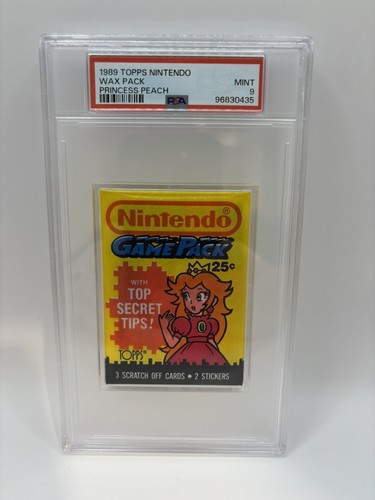 1989 TOPPS NINTENDO
WAX PACK
PRINCESS PEACH
MINT
9
PSA
96830435
Nintendo®
GAME PACK
25¢
WITH
TOP
SECRET
TIPS!
TOPPS®
3 SCRATCH OFF CARDS • 2 STICKERS